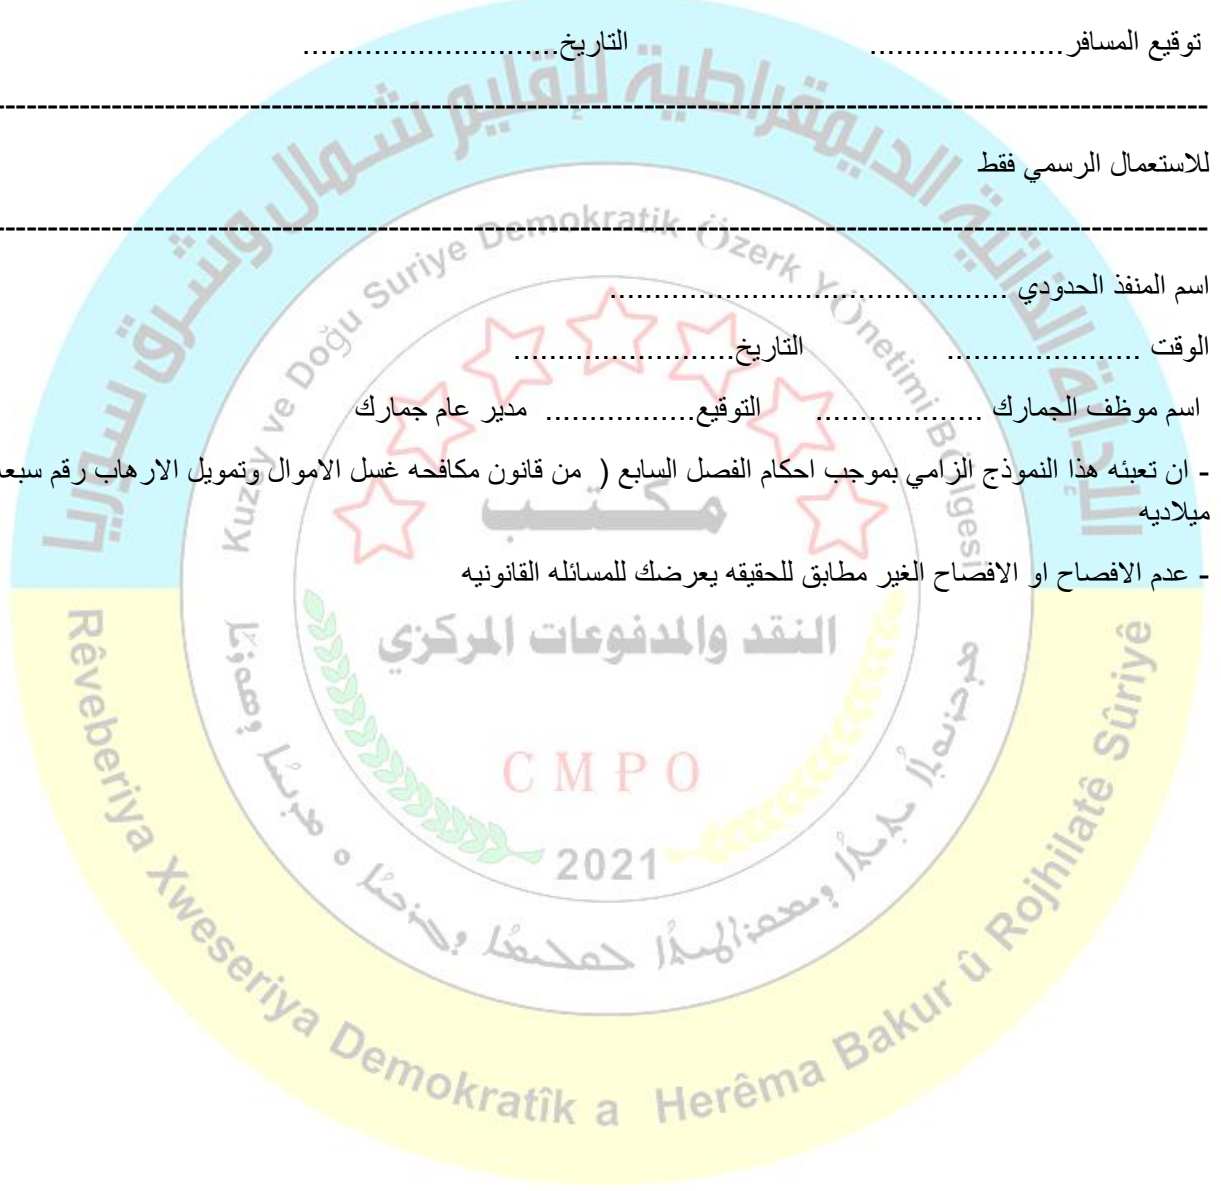 توقيع المسافر...................... التاريخ.............................
للاستعمال الرسمي فقط
اسم المنفذ الحدودي .............................................
الوقت ...................... التاريخ.........................
اسم موظف الجمارك ................... التوقيع................. مدير عام جمارك
- ان تعبئه هذا النموذج الزامي بموجب احكام الفصل السابع ( من قانون مكافحه غسل الاموال وتمويل الارهاب رقم سبعه
ميلاديه
- عدم الافصاح او الافصاح الغير مطابق للحقيقه يعرضك للمسائله القانونيه
الإدارة الذاتية الديمقراطية لإقليم شمال وشرق سوريا
Kuzey ve Doğu Suriye Demokratik Özerk Yönetimi Bölgesi
مكتب
النقد والمدفوعات المركزي
C M P O
2021
Rêveberiya Xweseriya Demokratîk a Herêma Bakur û Rojhilatê Sûriyê